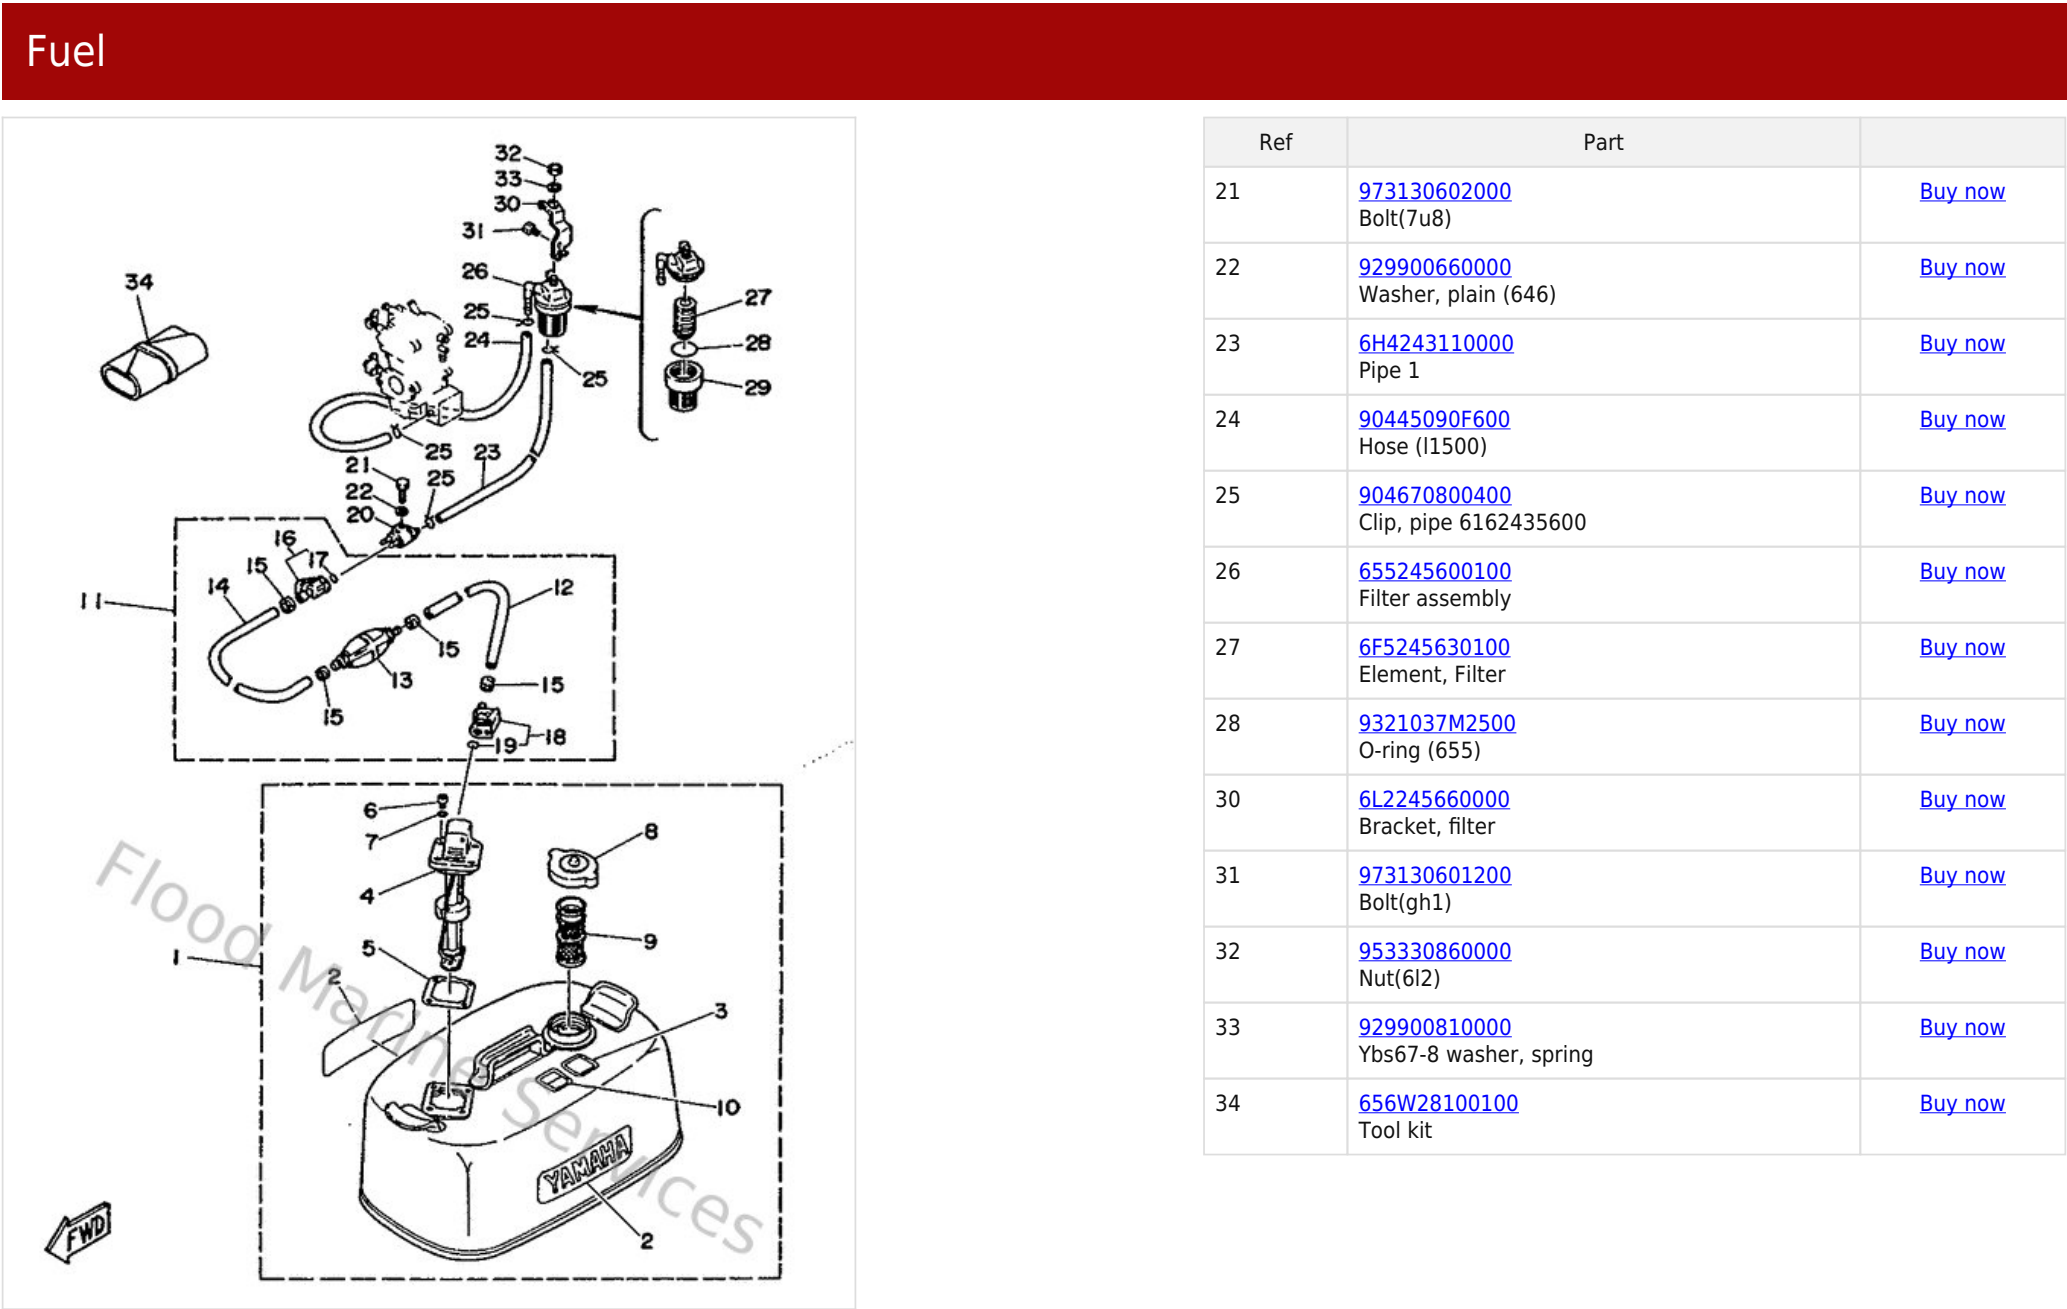 Fuel
32
33
30
31
26
34
27
25
24
28
25
29
25
23
21
25
22
20
16
17
15
14
12
11
15
13
15
15
18
19
6
7
8
4
9
5
1
2
3
10
YAMAHA
2
FWD
Flood Marine Services
Ref Part
21 973130602000 Buy now
Bolt(7u8)
22 929900660000 Buy now
Washer, plain (646)
23 6H4243110000 Buy now
Pipe 1
24 90445090F600 Buy now
Hose (l1500)
25 904670800400 Buy now
Clip, pipe 6162435600
26 655245600100 Buy now
Filter assembly
27 6F5245630100 Buy now
Element, Filter
28 9321037M2500 Buy now
O-ring (655)
30 6L2245660000 Buy now
Bracket, filter
31 973130601200 Buy now
Bolt(gh1)
32 953330860000 Buy now
Nut(6l2)
33 929900810000 Buy now
Ybs67-8 washer, spring
34 656W28100100 Buy now
Tool kit